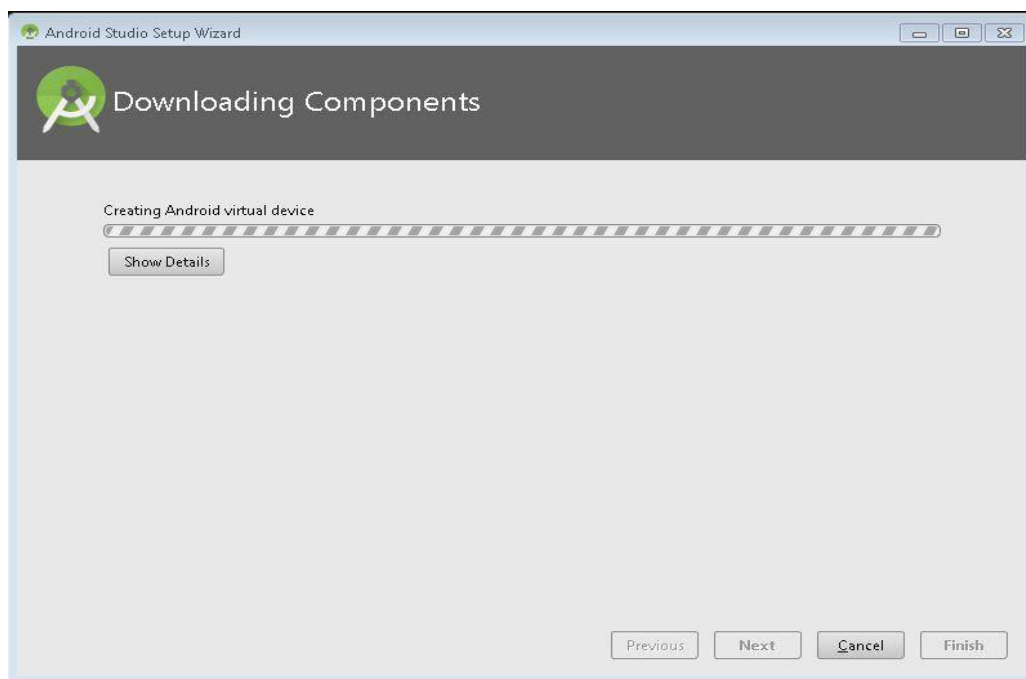 Android Studio Setup Wizard
Downloading Components
Creating Android virtual device
Show Details
Previous Next Cancel Finish